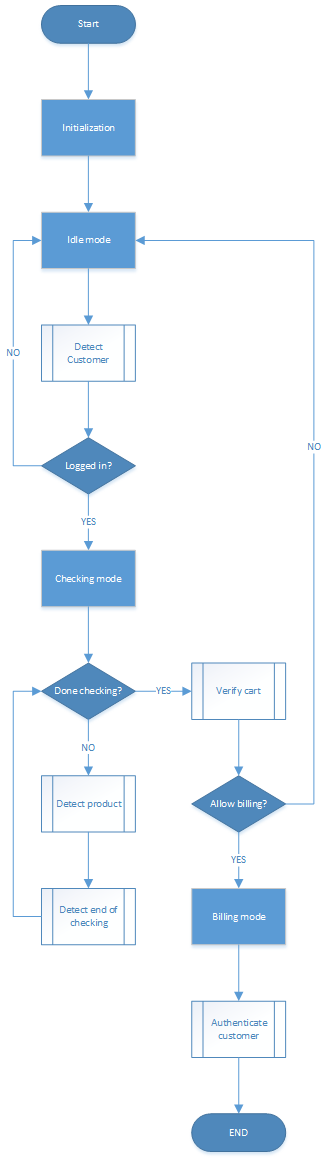 Start
Initialization
Idle mode
Detect
Customer
NO
NO
Logged in?
YES
Checking mode
Done checking?
YES
Verify cart
NO
Detect product
Allow billing?
YES
Detect end of
checking
Billing mode
Authenticate
customer
END